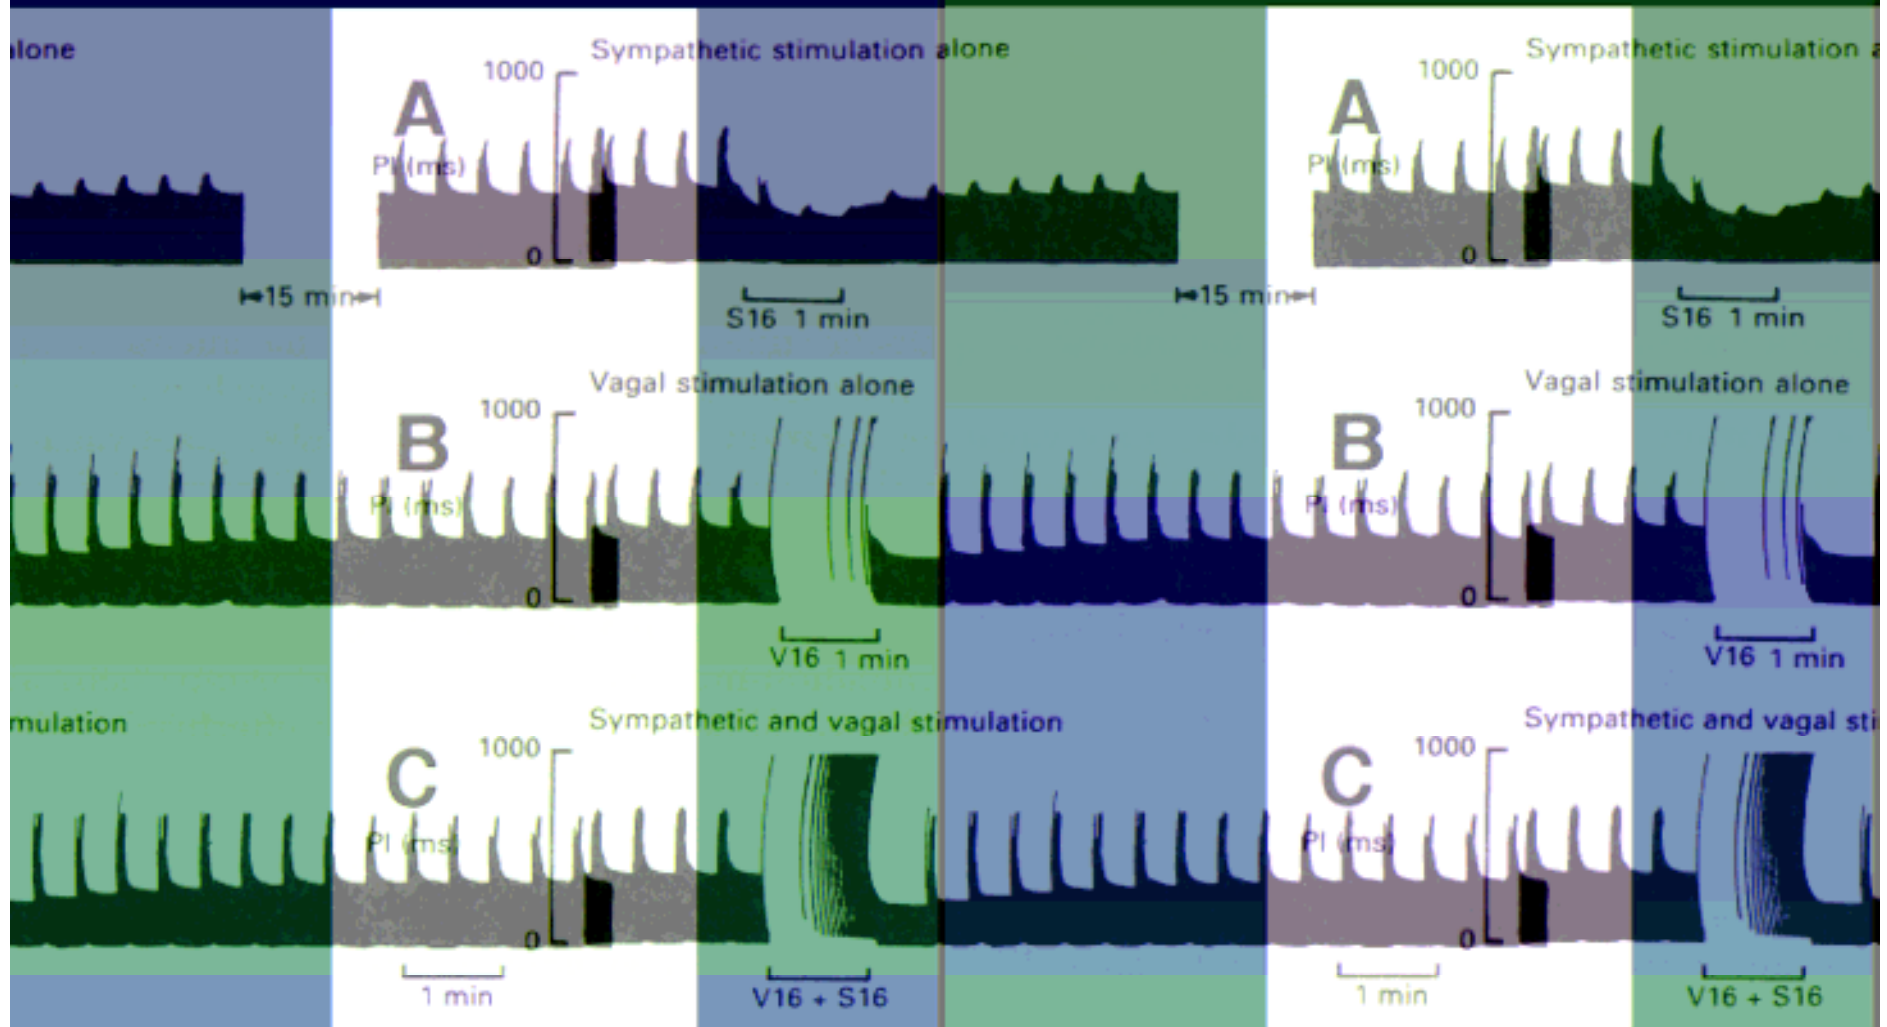 alone
Sympathetic stimulation alone
Sympathetic stimulation a
1000
1000
A
A
PI (ms)
PI (ms)
0
0
15 min
15 min
S16 1 min
S16 1 min
Vagal stimulation alone
Vagal stimulation alone
1000
1000
B
B
PI (ms)
PI (ms)
0
0
V16 1 min
V16 1 min
mulation
Sympathetic and vagal stimulation
Sympathetic and vagal sti
1000
1000
C
C
PI (ms)
PI (ms)
0
0
1 min
V16 + S16
1 min
V16 + S16